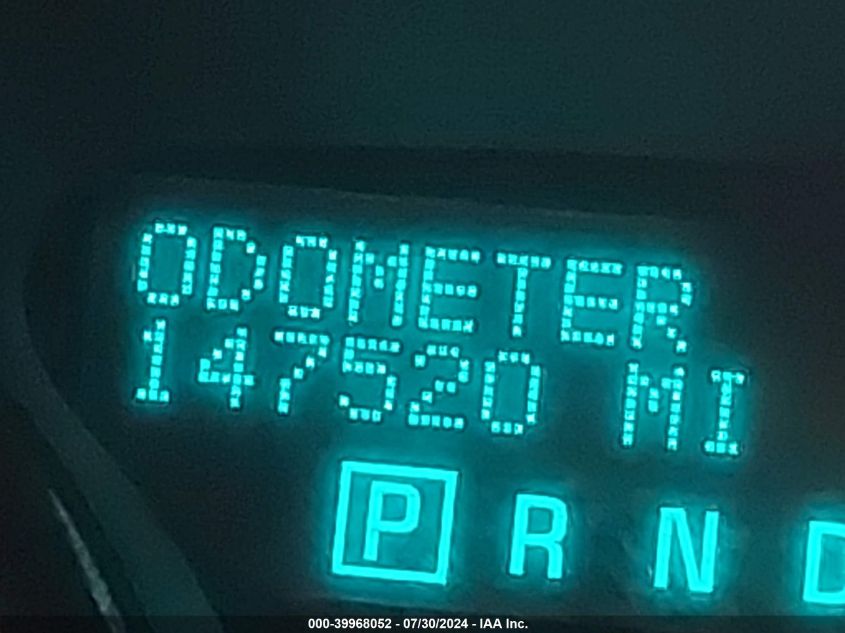 ODOMETER
147520 MI
P R N D
000-39968052 - 07/30/2024 - IAA Inc.